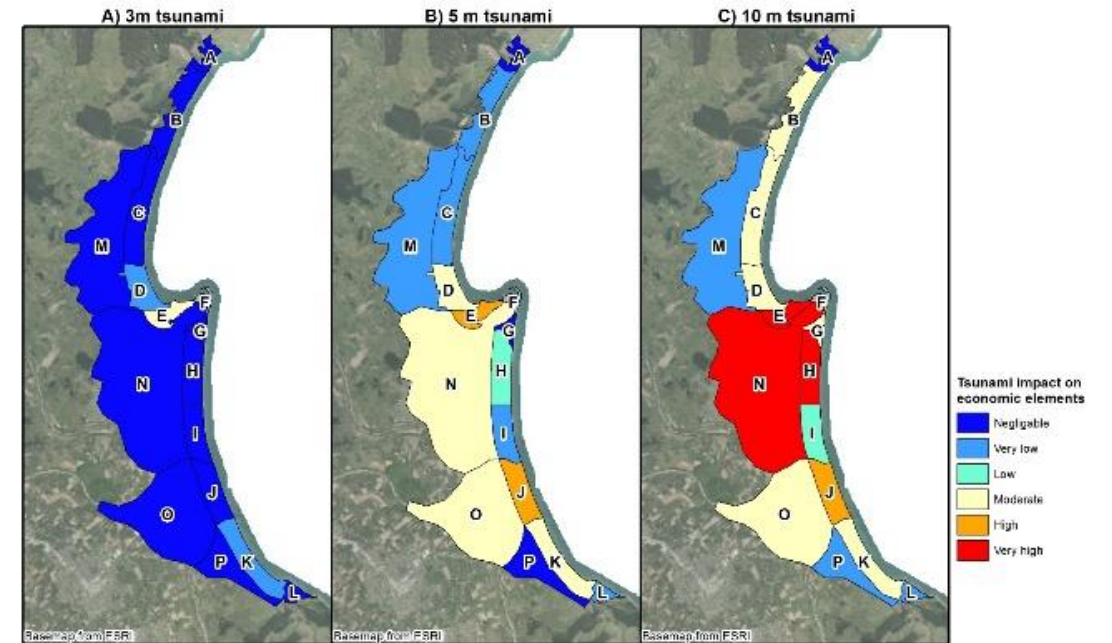 A) 3m tsunami
B) 5 m tsunami
C) 10 m tsunami
A
B
C
M
D
F
E
G
N
H
I
J
O
P
K
L
A
B
C
M
D
F
E
G
N
H
I
J
O
P
K
L
A
B
C
M
D
F
E
G
N
H
I
J
O
P
K
L
Tsunami impact on
economic elements
Negligable
Very low
Low
Moderate
High
Very high
Basemap from ESRI
Basemap from ESRI
Basemap from ESRI